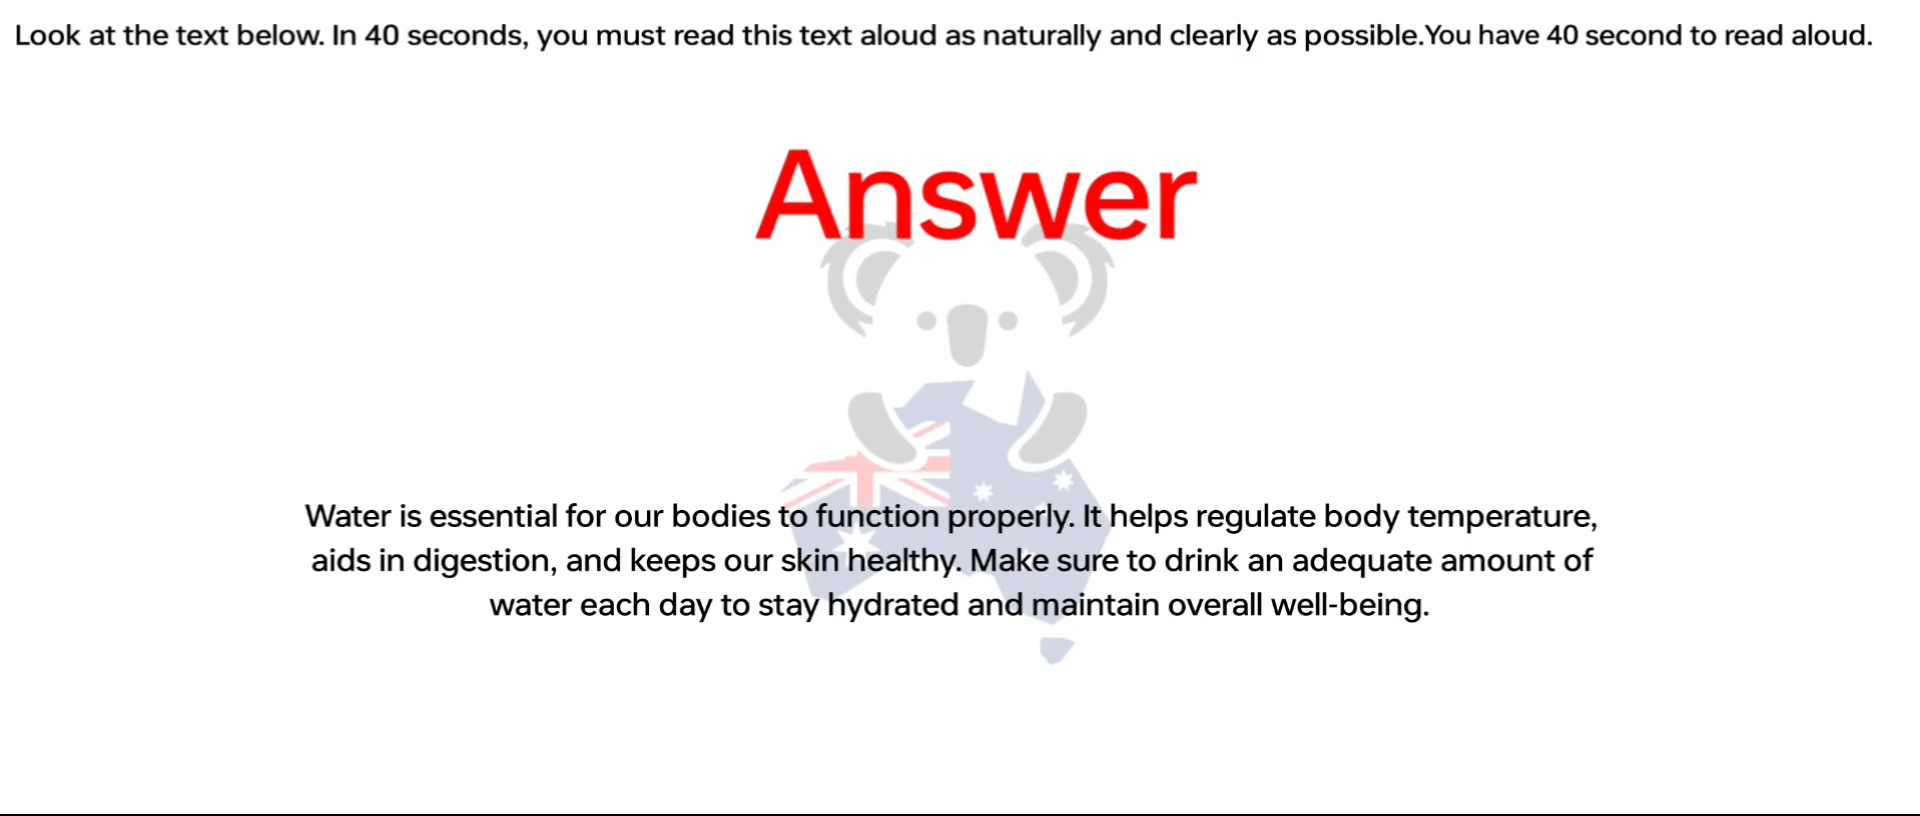 Look at the text below. In 40 seconds, you must read this text aloud as naturally and clearly as possible.You have 40 second to read aloud.
Answer
Water is essential for our bodies to function properly. It helps regulate body temperature,
aids in digestion, and keeps our skin healthy. Make sure to drink an adequate amount of
water each day to stay hydrated and maintain overall well-being.